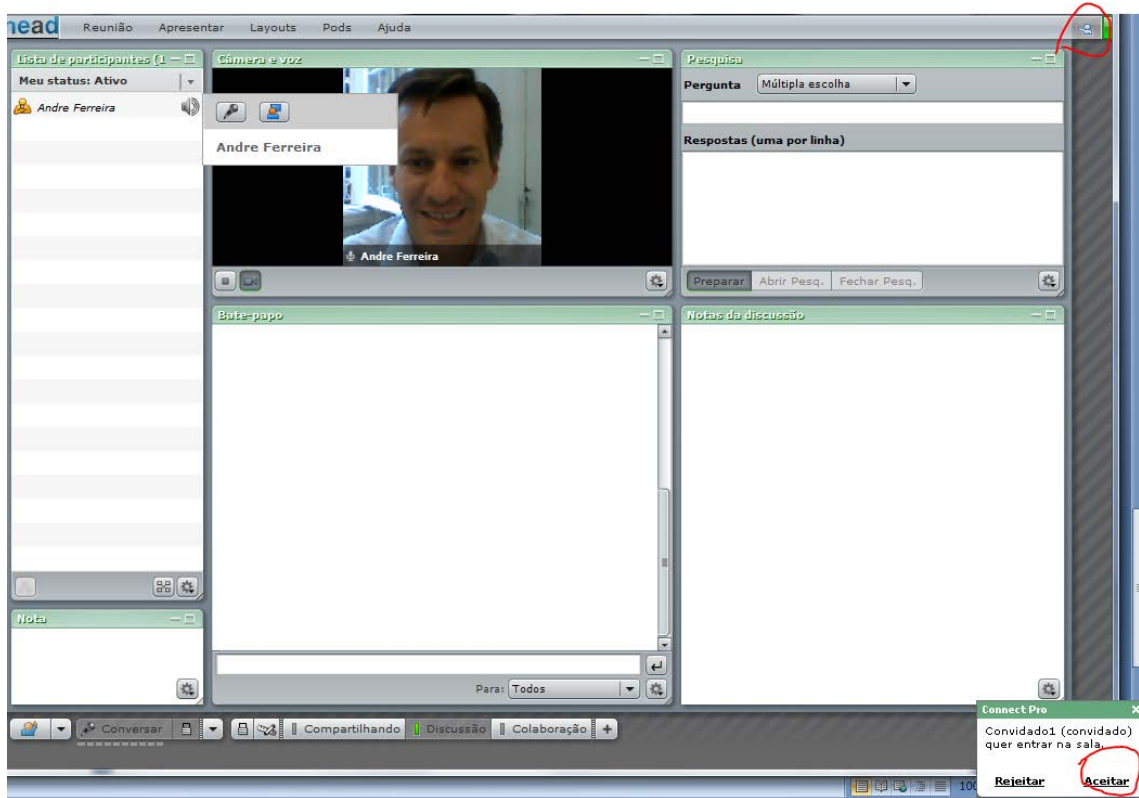 nead Reunião Apresentar Layouts Pods Ajuda
Lista de participantes (1
Meu status: Ativo
Andre Ferreira
Câmera e voz
Andre Ferreira
Andre Ferreira
Pesquisa
Pergunta Múltipla escolha
Respostas (uma por linha)
Preparar Abrir Pesq. Fechar Pesq.
Bate-papo
Para: Todos
Notas da discussão
Nota
Conversar
Compartilhando Discussão Colaboração +
Connect Pro X
Convidado1 (convidado)
quer entrar na sala.
Rejeitar Aceitar
100